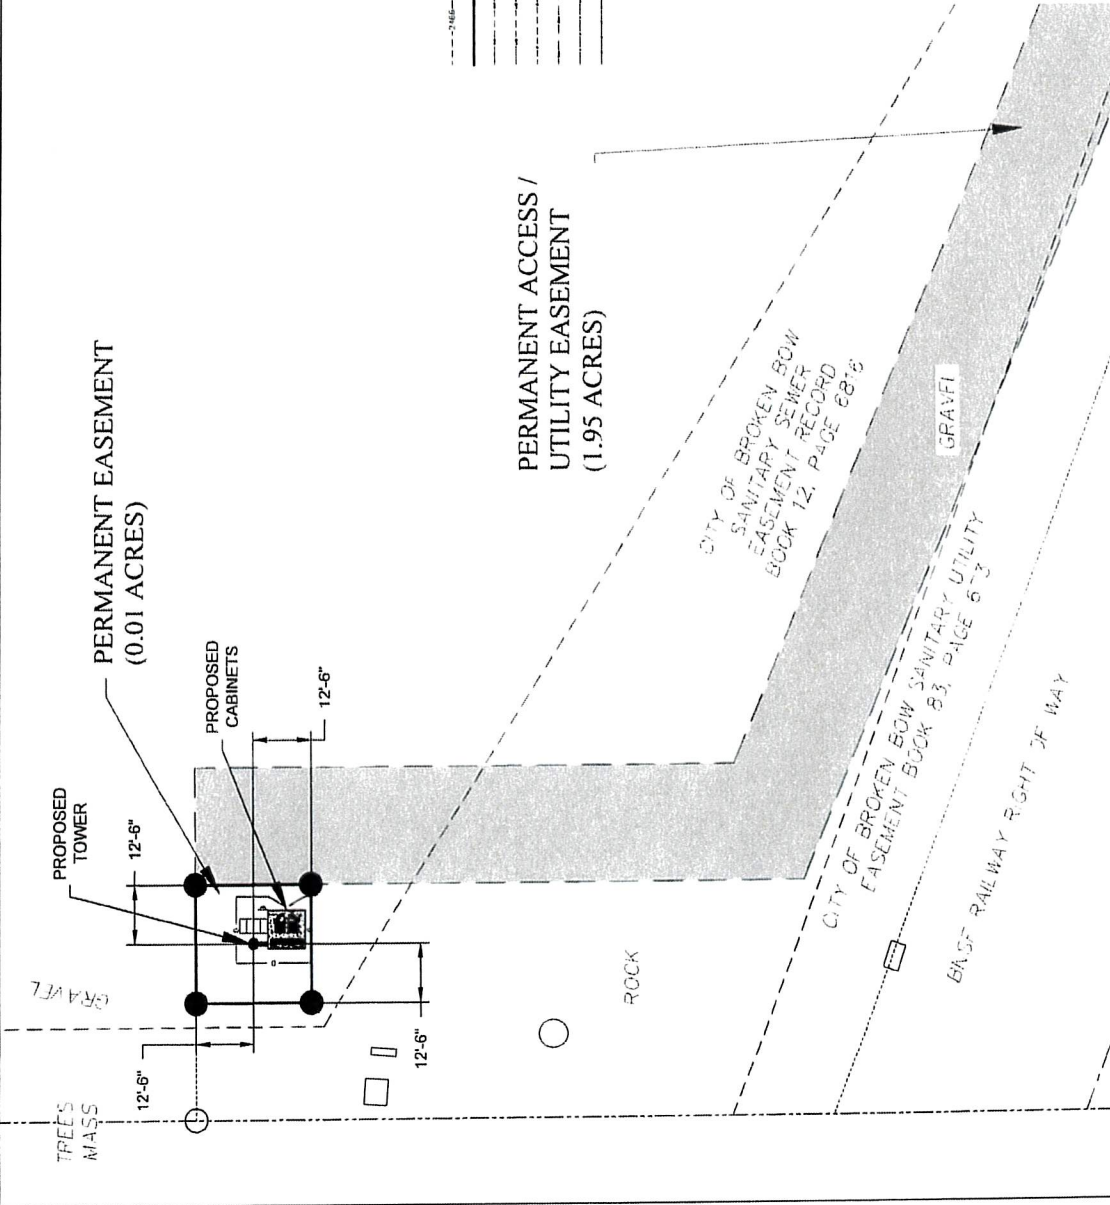 2466
PERMANENT EASEMENT
(0.01 ACRES)
PERMANENT ACCESS /
UTILITY EASEMENT
(1.95 ACRES)
PROPOSED
CABINETS
12'-6"
PROPOSED
TOWER
12'-6"
GRAVEL
TREES
MASS
12'-6"
12'-6"
ROCK
CITY OF BROKEN BOW
SANITARY SEWER
EASEMENT RECORD
BOOK 12, PAGE
GRAVEL
CITY OF BROKEN BOW SANITARY UTILITY
EASEMENT BOOK 83, PAGE
BNSF RAILWAY RIGHT OF WAY